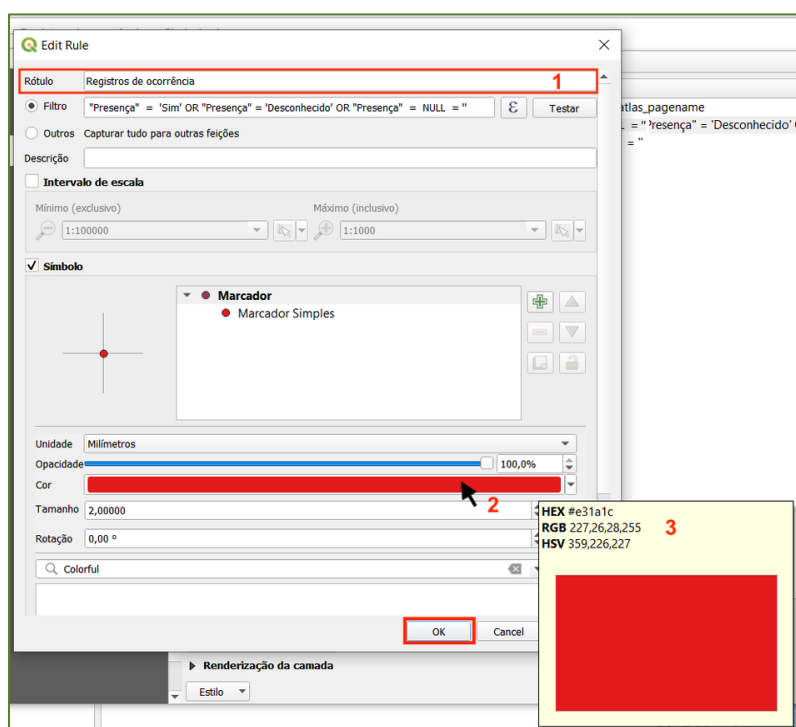 Edit Rule
Rótulo Registros de ocorrência 1
Filtro "Presença" = 'Sim' OR "Presença" = 'Desconhecido' OR "Presença" = NULL = '' ε Testar
atlas_pagename
= "Presença" = 'Desconhecido'
= ''
Outros Capturar tudo para outras feições
Descrição
Intervalo de escala
Mínimo (exclusivo) Máximo (inclusivo)
1:100000 1:1000
Símbolo
Marcador
Marcador Simples
Unidade Milímetros
Opacidade 100,0%
Cor
2
Tamanho 2,00000
Rotação 0,00 °
Colorful
HEX #e31a1c
RGB 227,26,28,255 3
HSV 359,226,227
OK Cancel
Renderização da camada
Estilo